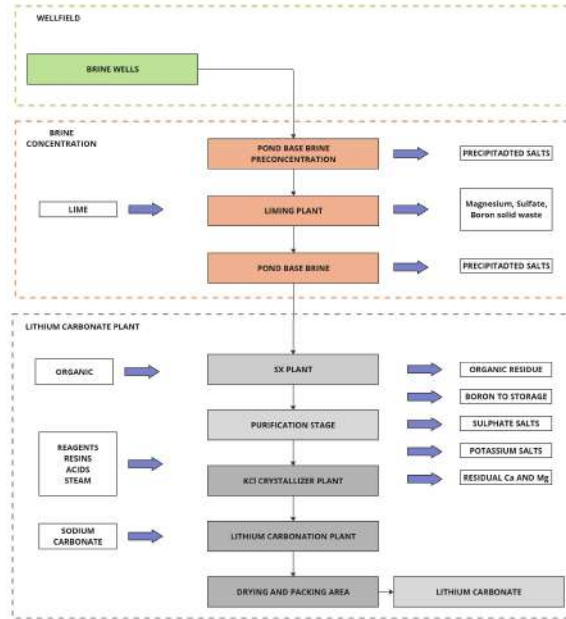 WELLFIELD
BRINE WELLS
BRINE
CONCENTRATION
POND BASE BRINE
PRECONCENTRATION
PRECIPITADTED SALTS
LIME
LIMING PLANT
Magnesium, Sulfate,
Boron solid waste
POND BASE BRINE
PRECIPITADTED SALTS
LITHIUM CARBONATE PLANT
ORGANIC
SX PLANT
ORGANIC RESIDUE
BORON TO STORAGE
PURIFICATION STAGE
SULPHATE SALTS
REAGENTS
RESINS
ACIDS
STEAM
POTASSIUM SALTS
KCl CRYSTALLIZER PLANT
RESIDUAL Ca AND Mg
SODIUM
CARBONATE
LITHIUM CARBONATION PLANT
DRYING AND PACKING AREA
LITHIUM CARBONATE